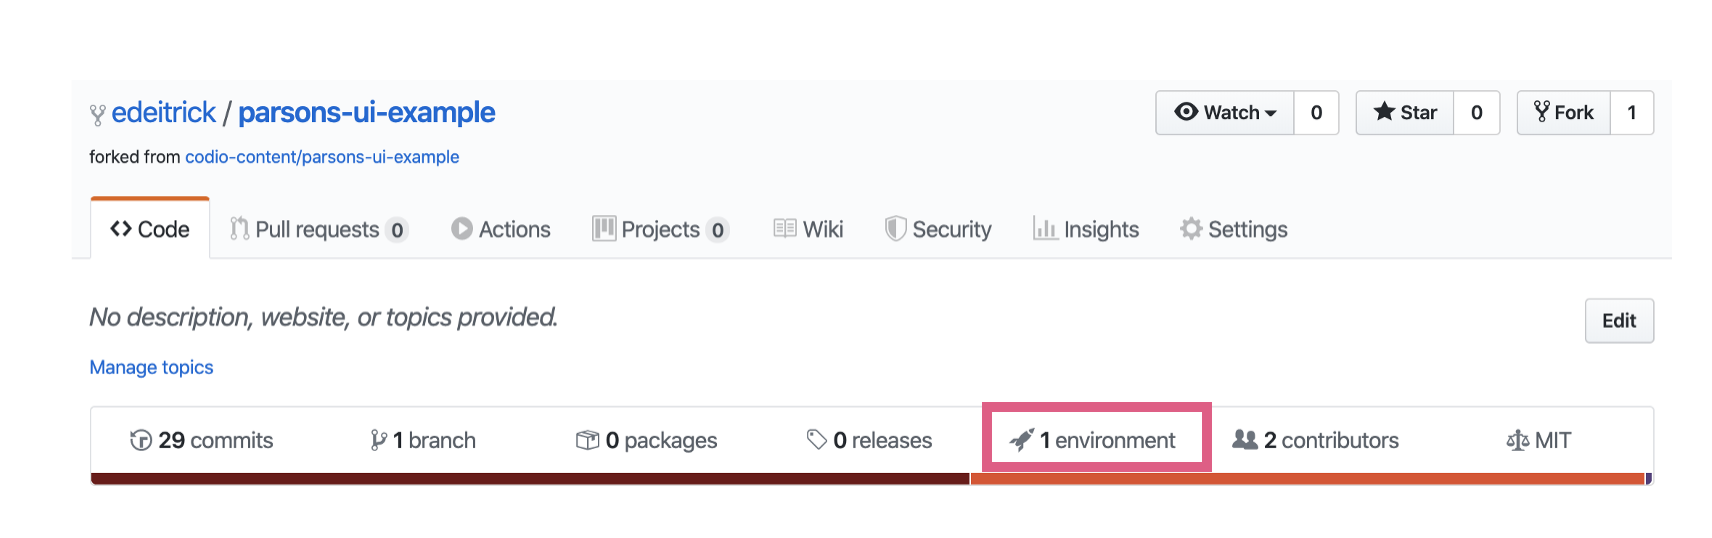 edeitrick / parsons-ui-example
Watch 0 Star 0 Fork 1
forked from codio-content/parsons-ui-example
Code Pull requests 0 Actions Projects 0 Wiki Security Insights Settings
No description, website, or topics provided.
Edit
Manage topics
29 commits 1 branch 0 packages 0 releases 1 environment 2 contributors MIT